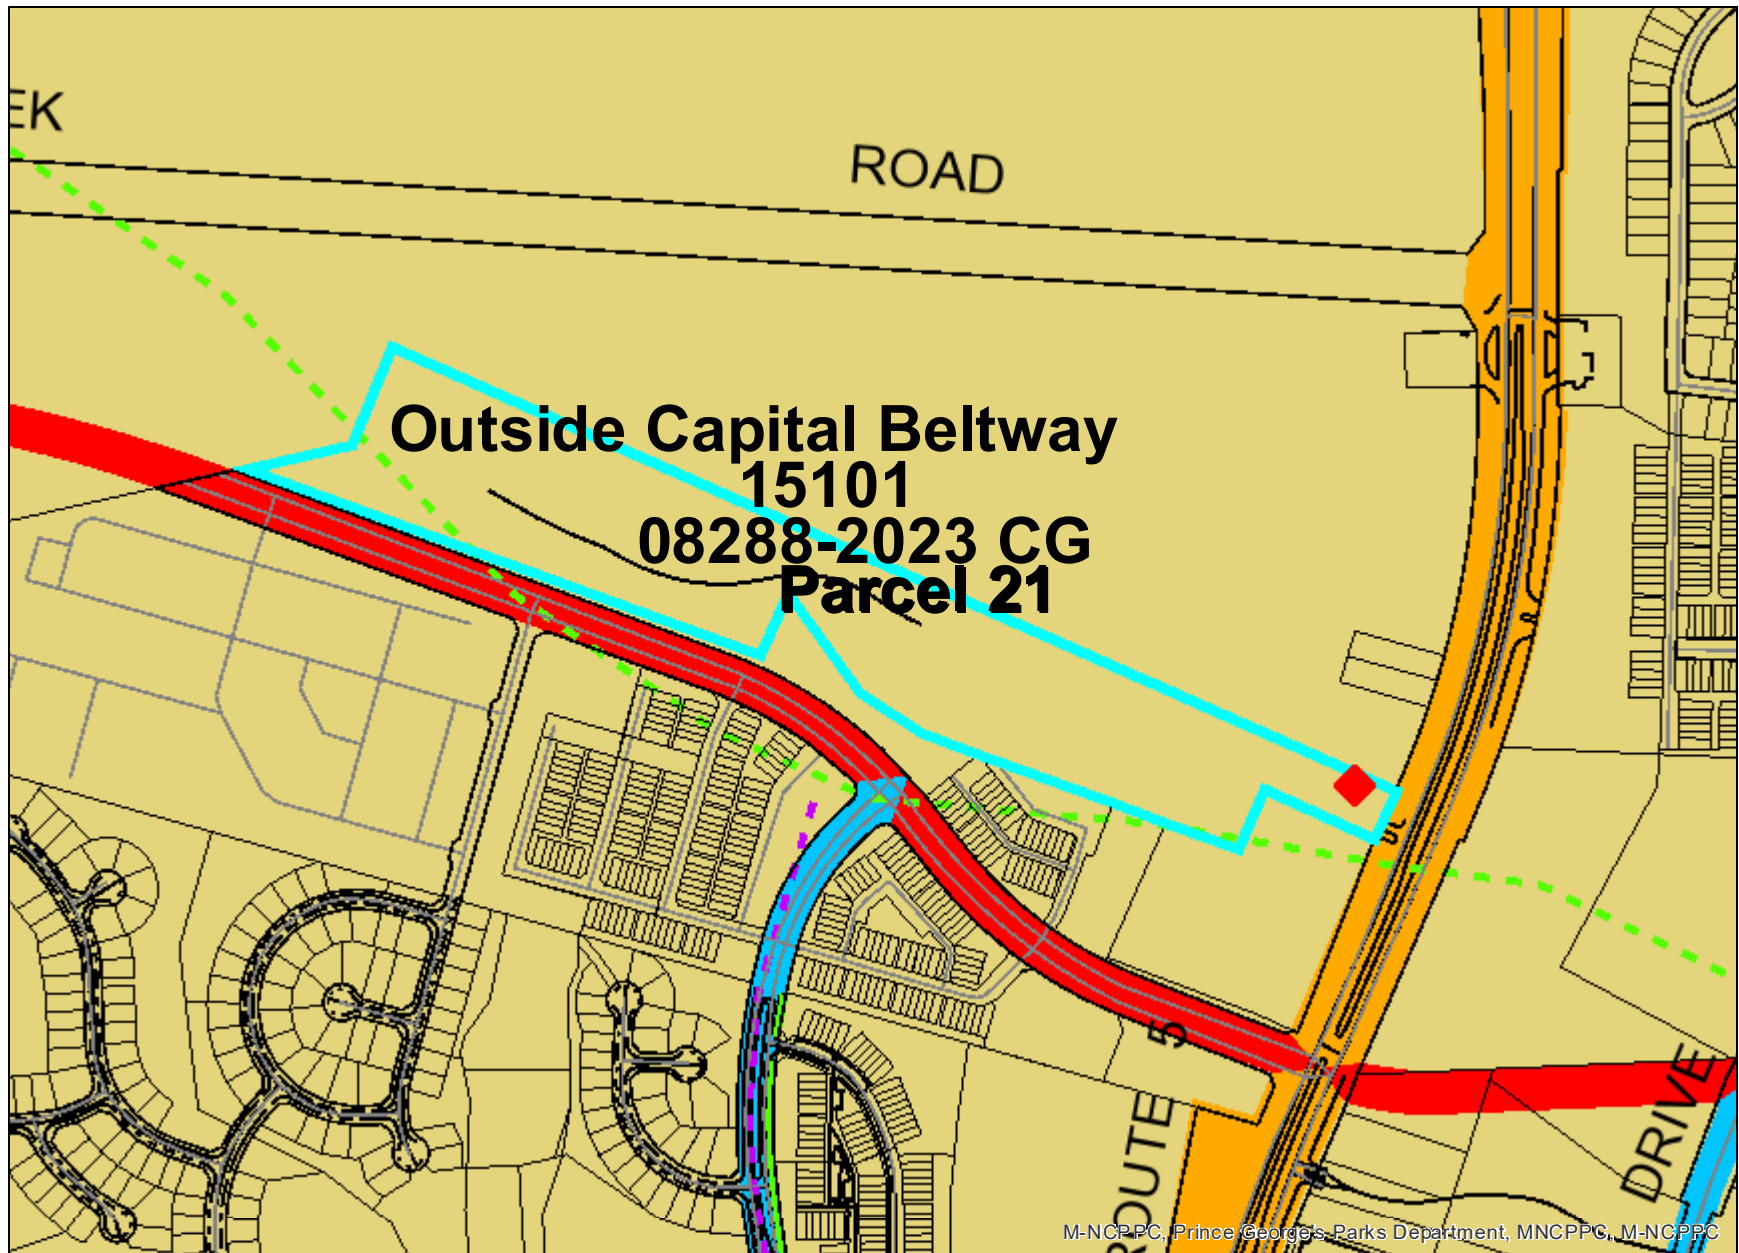 EK
ROAD
Outside Capital Beltway
15101
08288-2023 CG
Parcel 21
ROUTE 5
DRIVE
M-NCPPC, Prince George's Parks Department, MNCPPC,, M-NCPPC